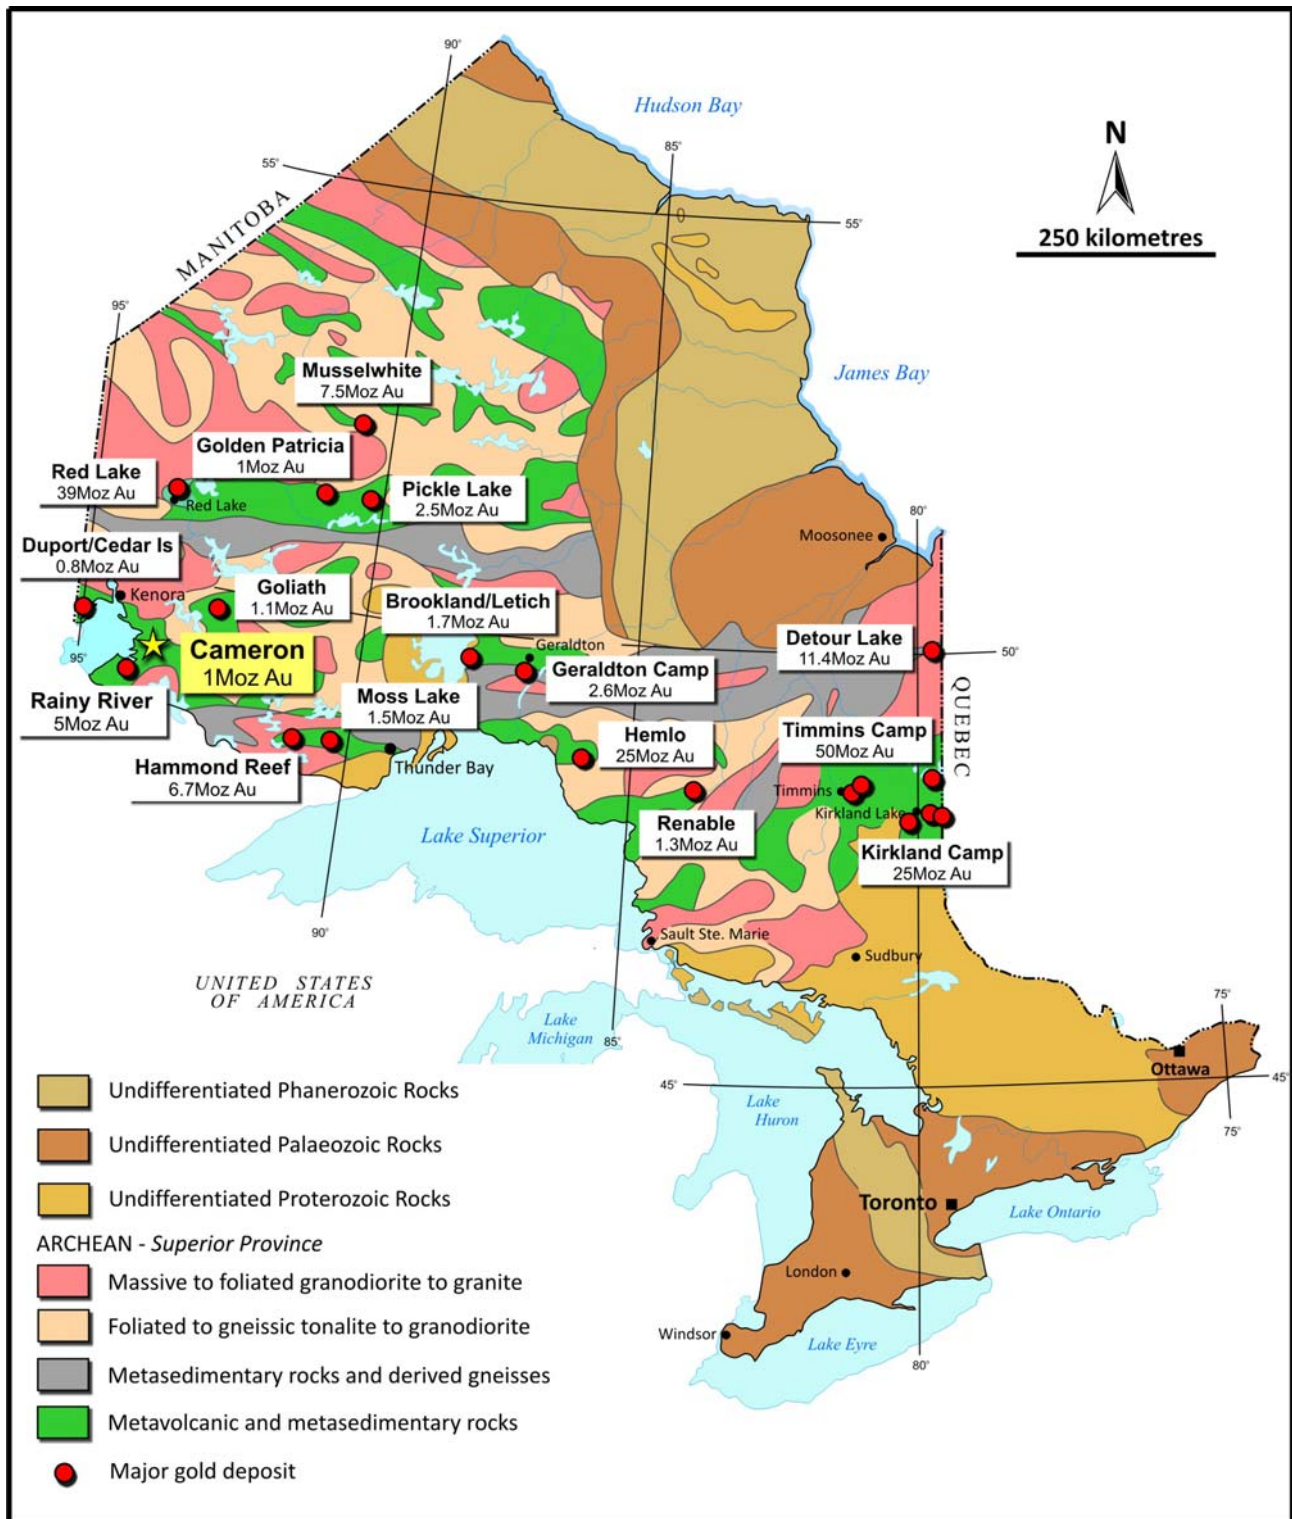 90°
Hudson Bay
N
85°
55°
250 kilometres
MANITOBA
55°
95°
James Bay
Musselwhite
7.5Moz Au
Golden Patricia
1Moz Au
Red Lake
39Moz Au
Pickle Lake
2.5Moz Au
Red Lake
80°
Moosonee
Duport/Cedar Is
0.8Moz Au
Kenora
Goliath
1.1Moz Au
Brookland/Letich
1.7Moz Au
Geraldton
Detour Lake
11.4Moz Au
50°
95°
Cameron
1Moz Au
Geraldton Camp
2.6Moz Au
QUEBEC
Rainy River
5Moz Au
Moss Lake
1.5Moz Au
Hemlo
25Moz Au
Timmins Camp
50Moz Au
Hammond Reef
6.7Moz Au
Thunder Bay
Timmins
Kirkland Lake
Lake Superior
Renable
1.3Moz Au
Kirkland Camp
25Moz Au
90°
Sault Ste. Marie
Sudbury
UNITED STATES
OF AMERICA
Lake
Michigan
85°
75°
Ottawa
45°
45°
75°
Lake
Huron
Toronto
Lake Ontario
London
Windsor
Lake Eyre
80°
Undifferentiated Phanerozoic Rocks
Undifferentiated Palaeozoic Rocks
Undifferentiated Proterozoic Rocks
ARCHEAN - Superior Province
Massive to foliated granodiorite to granite
Foliated to gneissic tonalite to granodiorite
Metasedimentary rocks and derived gneisses
Metavolcanic and metasedimentary rocks
Major gold deposit